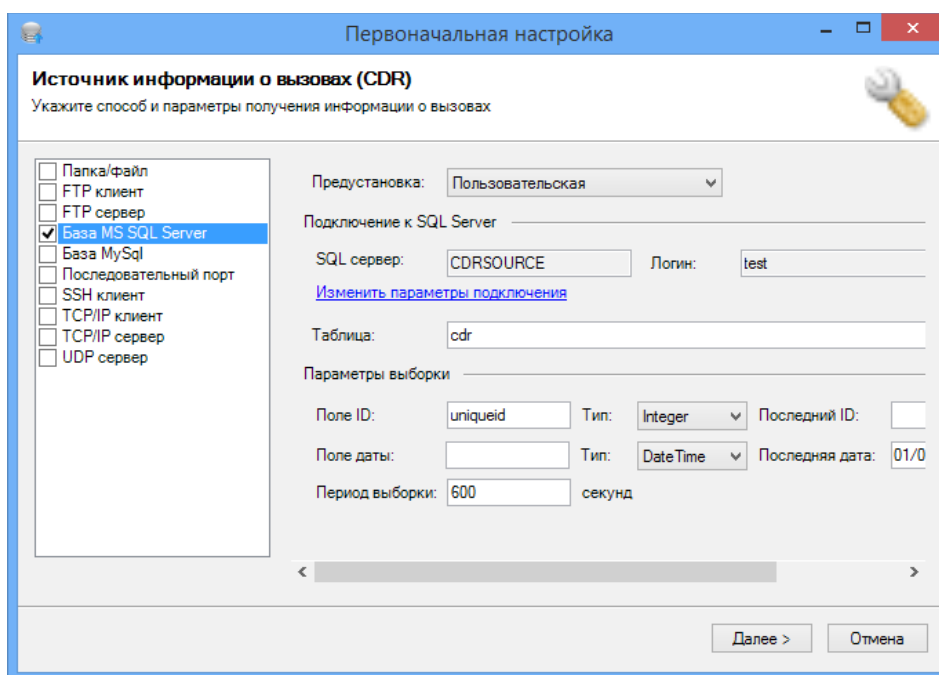 Первоначальная настройка
Источник информации о вызовах (CDR)
Укажите способ и параметры получения информации о вызовах
Папка/файл
FTP клиент
FTP сервер
База MS SQL Server
База MySql
Последовательный порт
SSH клиент
TCP/IP клиент
TCP/IP сервер
UDP сервер
Предустановка: Пользовательская
Подключение к SQL Server
SQL сервер: CDRSOURCE Логин: test
Изменить параметры подключения
Таблица: cdr
Параметры выборки
Поле ID: uniqueid Тип: Integer Последний ID:
Поле даты: Тип: DateTime Последняя дата: 01/0
Период выборки: 600 секунд
Далее > Отмена